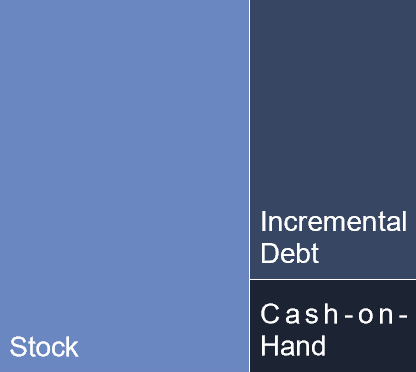 Stock
Incremental
Debt
Cash-on-
Hand